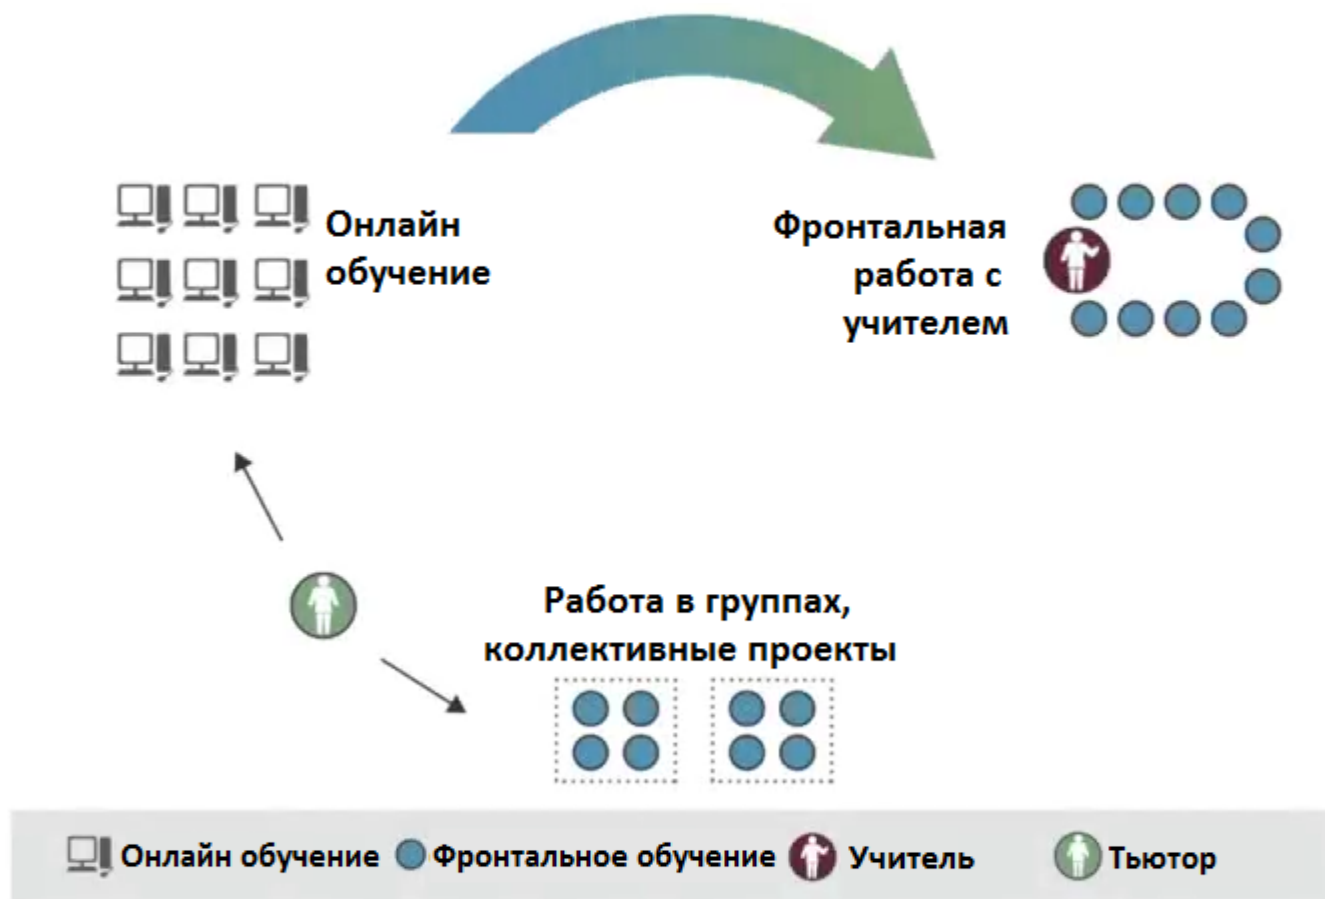 Онлайн
обучение
Фронтальная
работа с
учителем
Работа в группах,
коллективные проекты
Онлайн обучение
Фронтальное обучение
Учитель
Тьютор